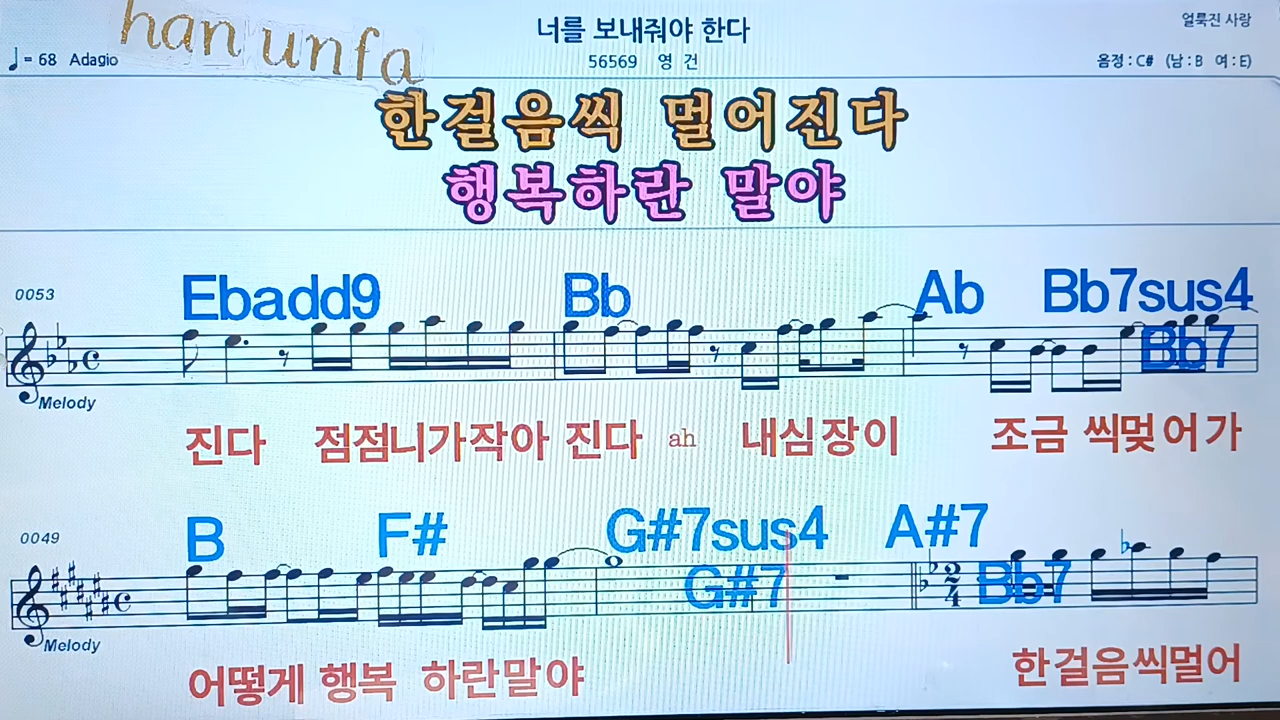 han unfa
너를 보내줘야 한다
얼룩진 사랑
♩= 68 Adagio
56569 영 건
음정 : C# (남 : B 여 : E)
한걸음씩 멀어진다
행복하란 말야
0053
Ebadd9 Bb Ab Bb7sus4
Bb7
Melody
진다 점점니가작아 진다 ah 내심장이 조금 씩멎어가
0049
B F# G#7sus4 A#7
G#7 Bb7
2/4
Melody
어떻게 행복 하란말야 한걸음씩멀어